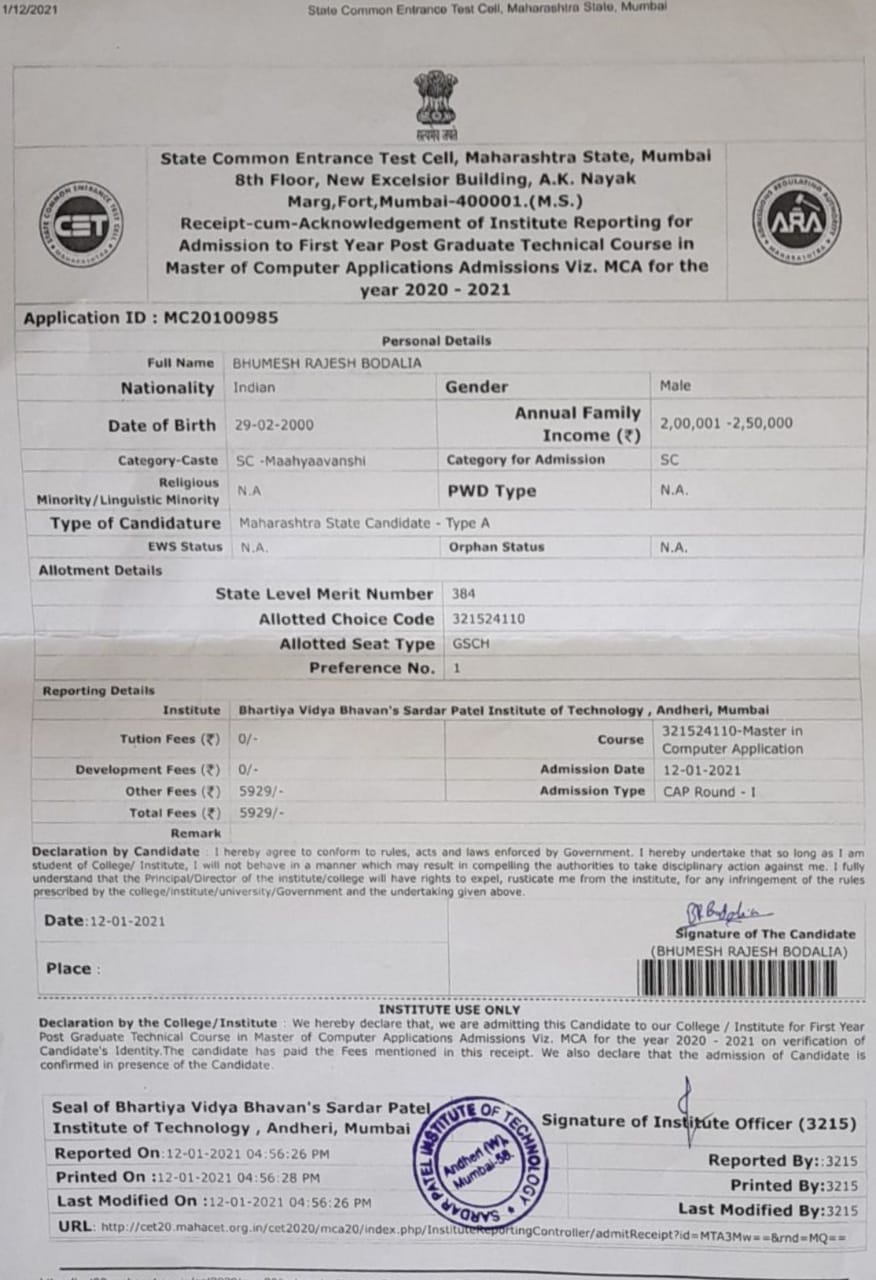 1/12/2021 State Common Entrance Test Cell, Maharashtra State, Mumbai
सत्यमेव जयते
State Common Entrance Test Cell, Maharashtra State, Mumbai
8th Floor, New Excelsior Building, A.K. Nayak
Marg,Fort,Mumbai-400001.(M.S.)
Receipt-cum-Acknowledgement of Institute Reporting for
Admission to First Year Post Graduate Technical Course in
Master of Computer Applications Admissions Viz. MCA for the
year 2020 - 2021
STATE COMMON ENTRANCE TEST CELL
CET
MAHARASHTRA
ADMISSIONS REGULATING AUTHORITY
ARA
MAHARASHTRA
Application ID : MC20100985
Personal Details
Full Name BHUMESH RAJESH BODALIA
Nationality Indian Gender Male
Date of Birth 29-02-2000 Annual Family
Income (₹) 2,00,001 -2,50,000
Category-Caste SC -Maahyaavanshi Category for Admission SC
Religious
Minority/Linguistic Minority N.A PWD Type N.A.
Type of Candidature Maharashtra State Candidate - Type A
EWS Status N.A. Orphan Status N.A.
Allotment Details
State Level Merit Number 384
Allotted Choice Code 321524110
Allotted Seat Type GSCH
Preference No. 1
Reporting Details
Institute Bhartiya Vidya Bhavan's Sardar Patel Institute of Technology , Andheri, Mumbai
Tution Fees (₹) 0/- Course 321524110-Master in
Computer Application
Development Fees (₹) 0/- Admission Date 12-01-2021
Other Fees (₹) 5929/- Admission Type CAP Round - I
Total Fees (₹) 5929/-
Remark
Declaration by Candidate : I hereby agree to conform to rules, acts and laws enforced by Government. I hereby undertake that so long as I am
student of College/ Institute, I will not behave in a manner which may result in compelling the authorities to take disciplinary action against me. I fully
understand that the Principal/Director of the institute/college will have rights to expel, rusticate me from the institute, for any infringement of the rules
prescribed by the college/institute/university/Government and the undertaking given above.
Date:12-01-2021
Signature of The Candidate
(BHUMESH RAJESH BODALIA)
Place :
INSTITUTE USE ONLY
Declaration by the College/Institute : We hereby declare that, we are admitting this Candidate to our College / Institute for First Year
Post Graduate Technical Course in Master of Computer Applications Admissions Viz. MCA for the year 2020 - 2021 on verification of
Candidate's Identity.The candidate has paid the Fees mentioned in this receipt. We also declare that the admission of Candidate is
confirmed in presence of the Candidate.
Seal of Bhartiya Vidya Bhavan's Sardar Patel
Institute of Technology , Andheri, Mumbai
SARDAR PATEL INSTITUTE OF TECHNOLOGY
Andheri (W),
Mumbai-58.
Signature of Institute Officer (3215)
Reported On:12-01-2021 04:56:26 PM Reported By::3215
Printed On :12-01-2021 04:56:28 PM Printed By:3215
Last Modified On :12-01-2021 04:56:26 PM Last Modified By:3215
URL: http://cet20.mahacet.org.in/cet2020/mca20/index.php/InstituteReportingController/admitReceipt?id=MTA3Mw==&rnd=MQ==